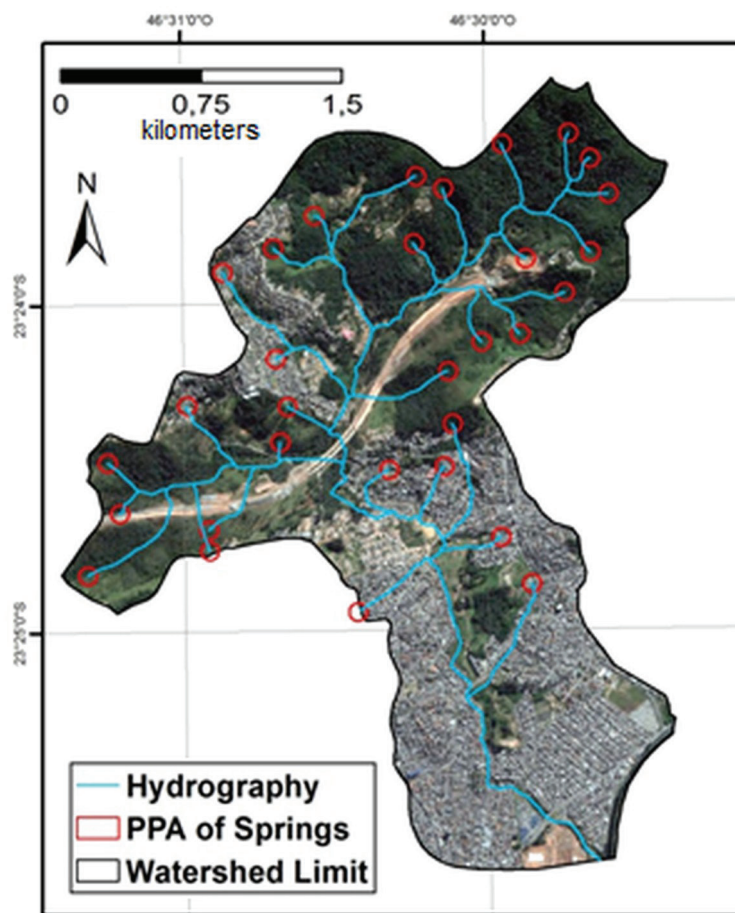 46°31'0"O 46°30'0"O
0 0,75 1,5
kilometers
N
23°24'0"S
23°25'0"S
Hydrography
PPA of Springs
Watershed Limit